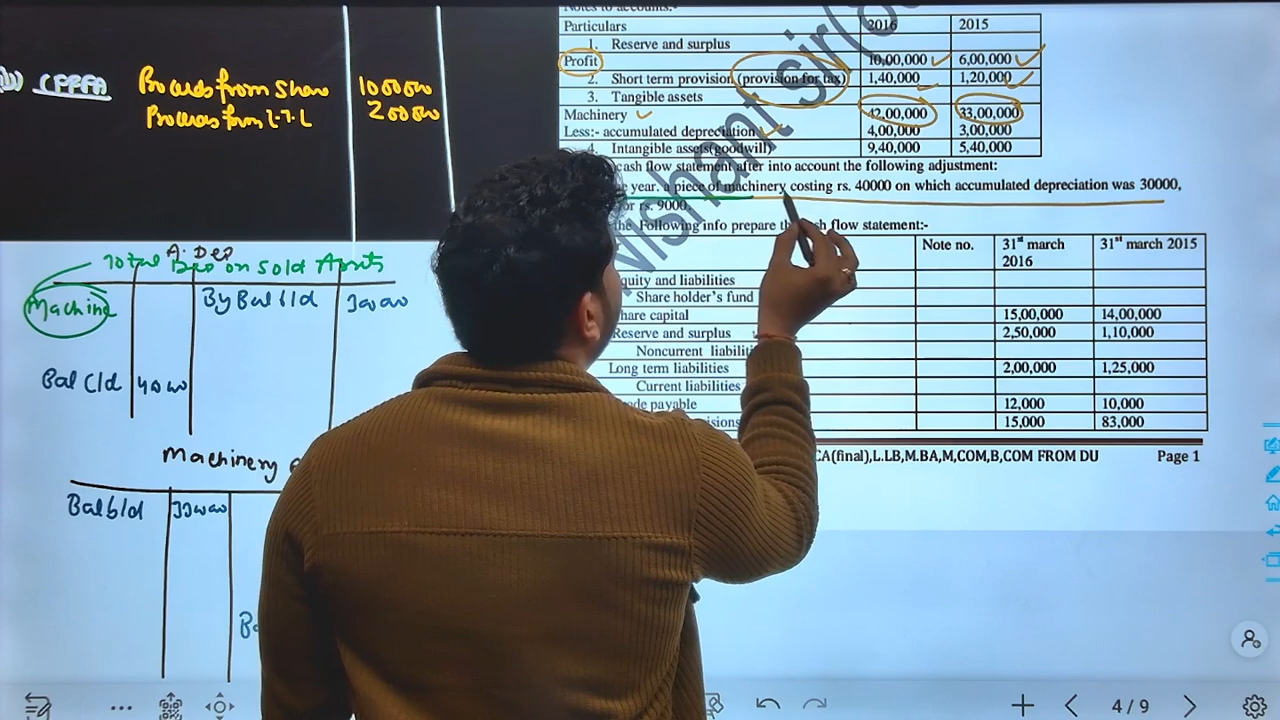 (iii) CFFFA
Proceeds from Share 1000000
Proceeds from L.T.L 200000
A. Dep
Total Dep on Sold Assets
Machine
By Bal b/d 300000
Bal C/d 40000
Machinery
Bal b/d 3300000
Notes to accounts:-
Particulars 2016 2015
1. Reserve and surplus
Profit 10,00,000 6,00,000
2. Short term provision (provision for tax) 1,40,000 1,20,000
3. Tangible assets
Machinery 42,00,000 33,00,000
Less:- accumulated depreciation 4,00,000 3,00,000
4. Intangible assets(goodwill) 9,40,000 5,40,000
cash flow statement after into account the following adjustment:
year. a piece of machinery costing rs. 40000 on which accumulated depreciation was 30000,
for rs. 9000.
the Following info prepare the cash flow statement:-
Note no. 31st march 2016 31st march 2015
equity and liabilities
Share holder's fund
share capital 15,00,000 14,00,000
Reserve and surplus 2,50,000 1,10,000
Noncurrent liabiliti
Long term liabilities 2,00,000 1,25,000
Current liabilities
payable 12,000 10,000
15,000 83,000
CA(final),L.LB,M.BA,M,COM,B,COM FROM DU Page 1
4 / 9